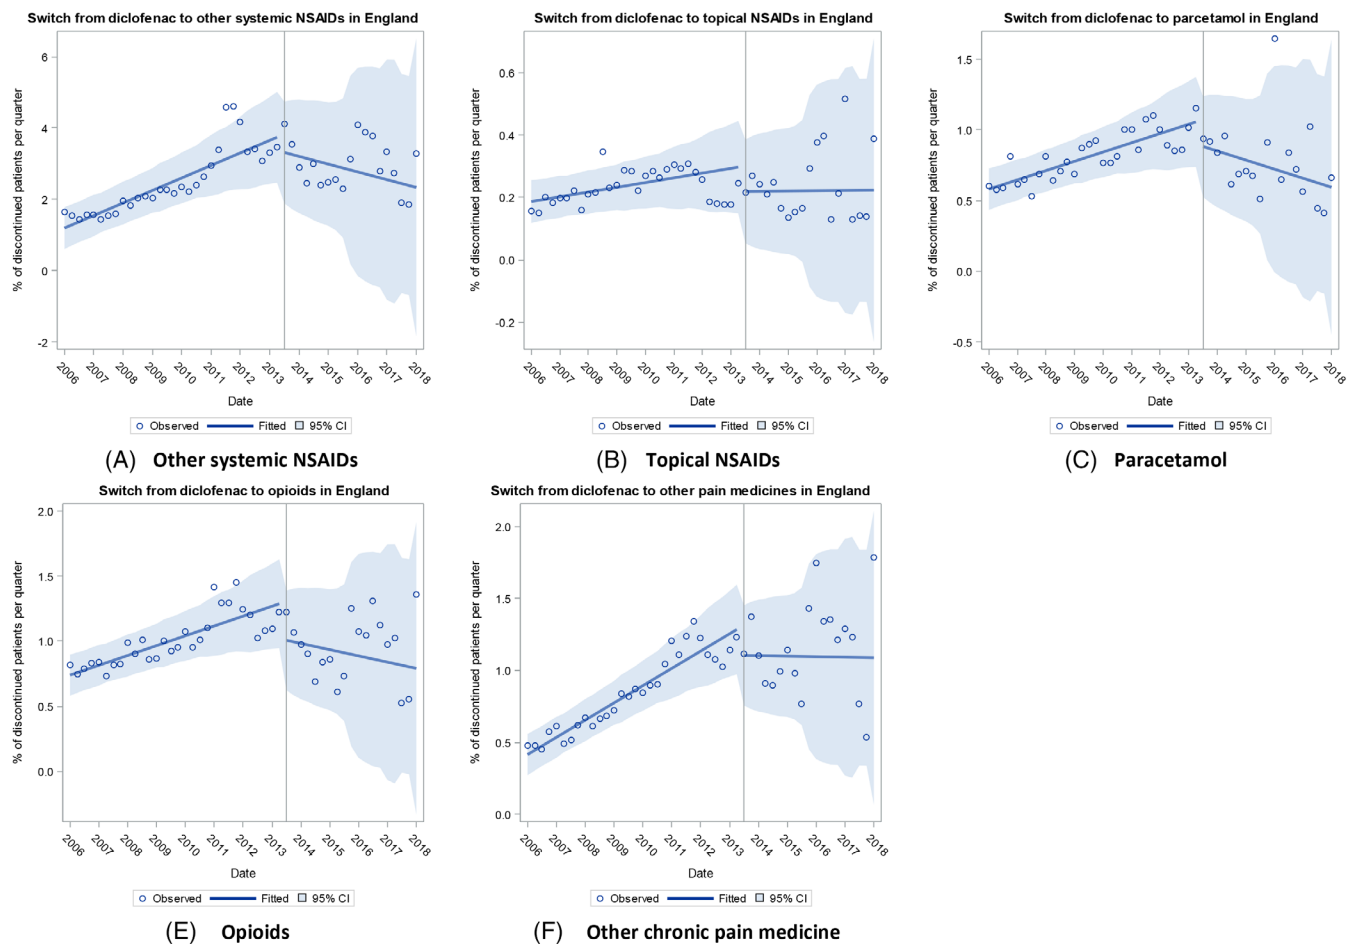 Switch from diclofenac to other systemic NSAIDs in England
6
4
2
0
-2
% of discontinued patients per quarter
2006 2007 2008 2009 2010 2011 2012 2013 2014 2015 2016 2017 2018
Date
Observed Fitted 95% CI
(A) Other systemic NSAIDs
Switch from diclofenac to topical NSAIDs in England
0.6
0.4
0.2
0.0
-0.2
% of discontinued patients per quarter
2006 2007 2008 2009 2010 2011 2012 2013 2014 2015 2016 2017 2018
Date
Observed Fitted 95% CI
(B) Topical NSAIDs
Switch from diclofenac to parcetamol in England
1.5
1.0
0.5
0.0
-0.5
% of discontinued patients per quarter
2006 2007 2008 2009 2010 2011 2012 2013 2014 2015 2016 2017 2018
Date
Observed Fitted 95% CI
(C) Paracetamol
Switch from diclofenac to opioids in England
2.0
1.5
1.0
0.5
0.0
% of discontinued patients per quarter
2006 2007 2008 2009 2010 2011 2012 2013 2014 2015 2016 2017 2018
Date
Observed Fitted 95% CI
(E) Opioids
Switch from diclofenac to other pain medicines in England
2.0
1.5
1.0
0.5
0.0
% of discontinued patients per quarter
2006 2007 2008 2009 2010 2011 2012 2013 2014 2015 2016 2017 2018
Date
Observed Fitted 95% CI
(F) Other chronic pain medicine